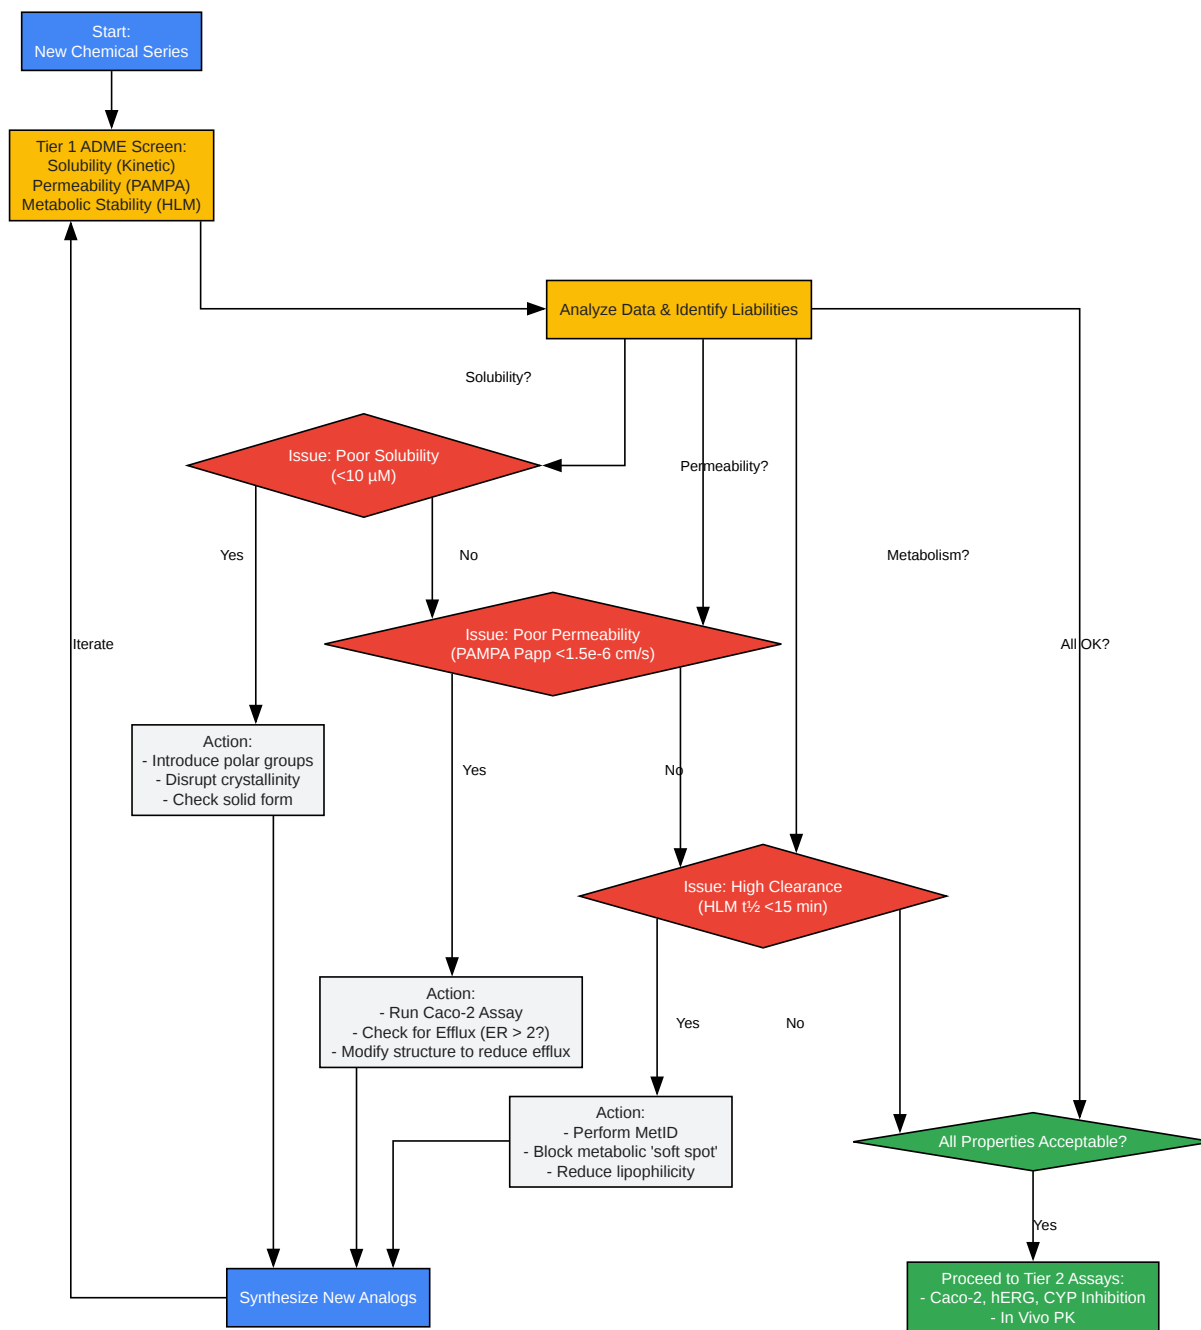 Start:
New Chemical Series
Tier 1 ADME Screen:
Solubility (Kinetic)
Permeability (PAMPA)
Metabolic Stability (HLM)
Analyze Data & Identify Liabilities
Solubility?
Issue: Poor Solubility
(<10 µM)
Permeability?
Yes
No
Metabolism?
Issue: Poor Permeability
(PAMPA Papp <1.5e-6 cm/s)
Iterate
All OK?
Action:
- Introduce polar groups
- Disrupt crystallinity
- Check solid form
Yes
No
Issue: High Clearance
(HLM t½ <15 min)
Action:
- Run Caco-2 Assay
- Check for Efflux (ER > 2?)
- Modify structure to reduce efflux
Yes
No
Action:
- Perform MetID
- Block metabolic 'soft spot'
- Reduce lipophilicity
All Properties Acceptable?
Yes
Synthesize New Analogs
Proceed to Tier 2 Assays:
- Caco-2, hERG, CYP Inhibition
- In Vivo PK